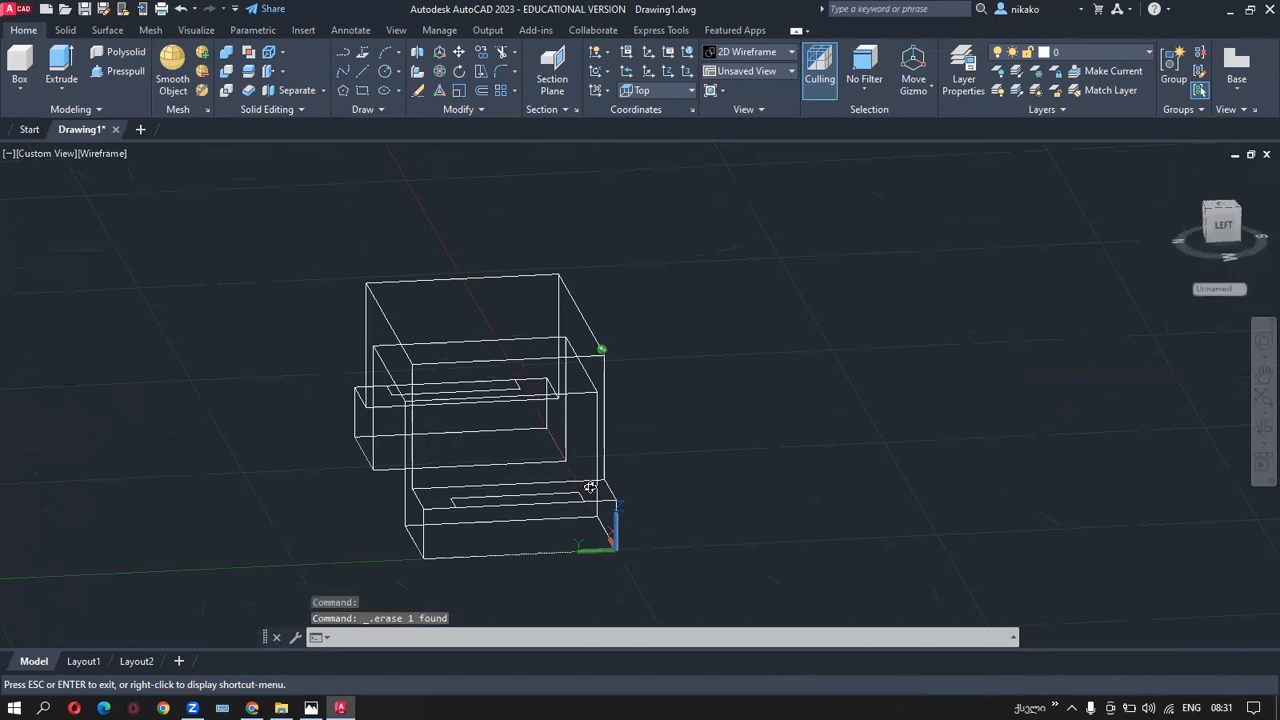 CAD
Share
Autodesk AutoCAD 2023 - EDUCATIONAL VERSION Drawing1.dwg
Type a keyword or phrase
nikako
Home Solid Surface Mesh Visualize Parametric Insert Annotate View Manage Output Add-ins Collaborate Express Tools Featured Apps
Box
Extrude
Polysolid
Presspull
Smooth Object
Separate
Section Plane
Top
2D Wireframe
Unsaved View
Culling
No Filter
Move Gizmo
Layer Properties
0
Make Current
Match Layer
Group
Base
Modeling Mesh Solid Editing Draw Modify Section Coordinates View Selection Layers Groups View
Start Drawing1*
[−][Custom View][Wireframe]
LEFT
Unnamed
Z
Y
X
Command:
Command: _.erase 1 found
Model Layout1 Layout2
Press ESC or ENTER to exit, or right-click to display shortcut-menu.
ქსელი ENG 08:31